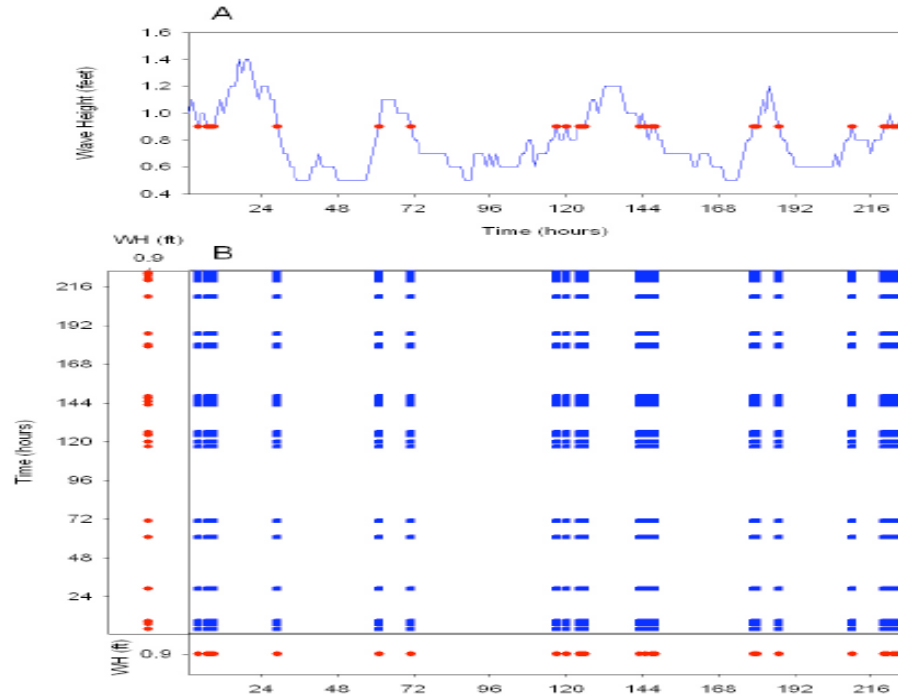 A
1.6
1.4
1.2
1.0
0.8
0.6
0.4
Wave Height (feet)
24 48 72 96 120 144 168 192 216
Time (hours)
WH (ft)
0.9
B
216
192
168
144
120
96
72
48
24
Time (hours)
WH (ft)
0.9
24 48 72 96 120 144 168 192 216